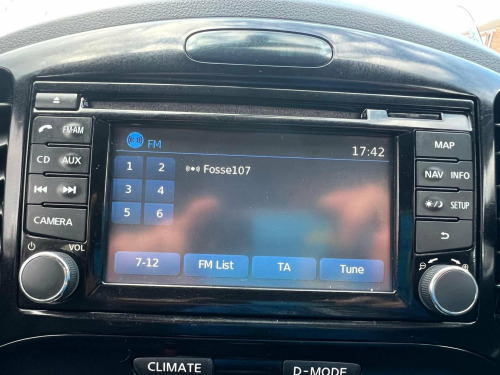 FM
17:42
1 2 Fosse107
3 4
5 6
7-12 FM List TA Tune
FM-AM
CD AUX
CAMERA
VOL
MAP
NAV INFO
SETUP
CLIMATE D-MODE